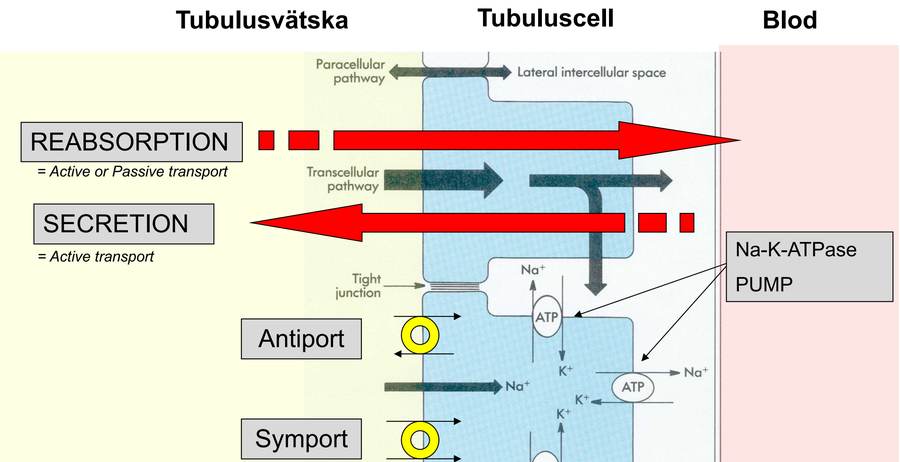 Tubulusvätska
Tubuluscell
Blod
Paracellular
pathway
Lateral intercellular space
REABSORPTION
= Active or Passive transport
Transcellular
pathway
SECRETION
= Active transport
Na-K-ATPase
PUMP
Tight
junction
Na⁺
ATP
K⁺
Antiport
Na⁺
Na⁺
ATP
K⁺
K⁺
Symport